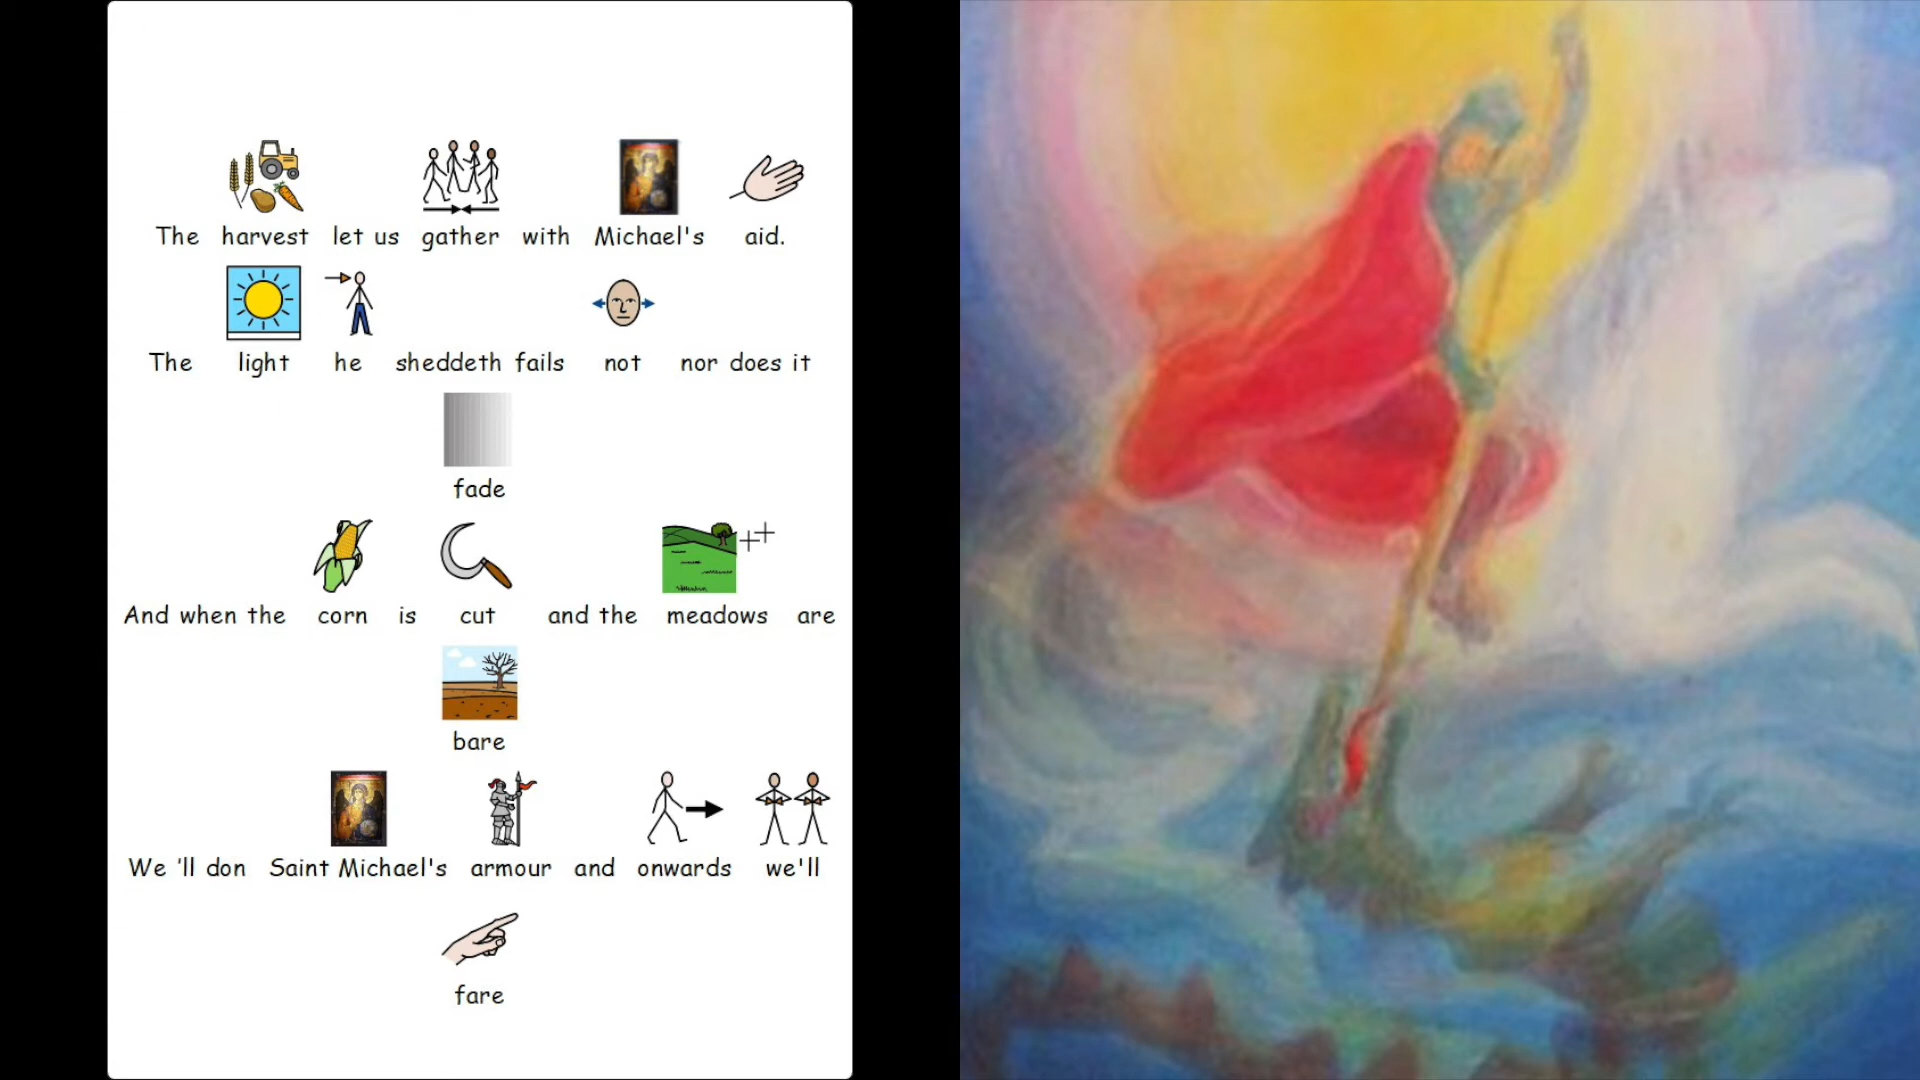 The harvest let us gather with Michael's aid.
The light he sheddeth fails not nor does it
fade
And when the corn is cut and the meadows are
bare
We 'll don Saint Michael's armour and onwards we'll
fare